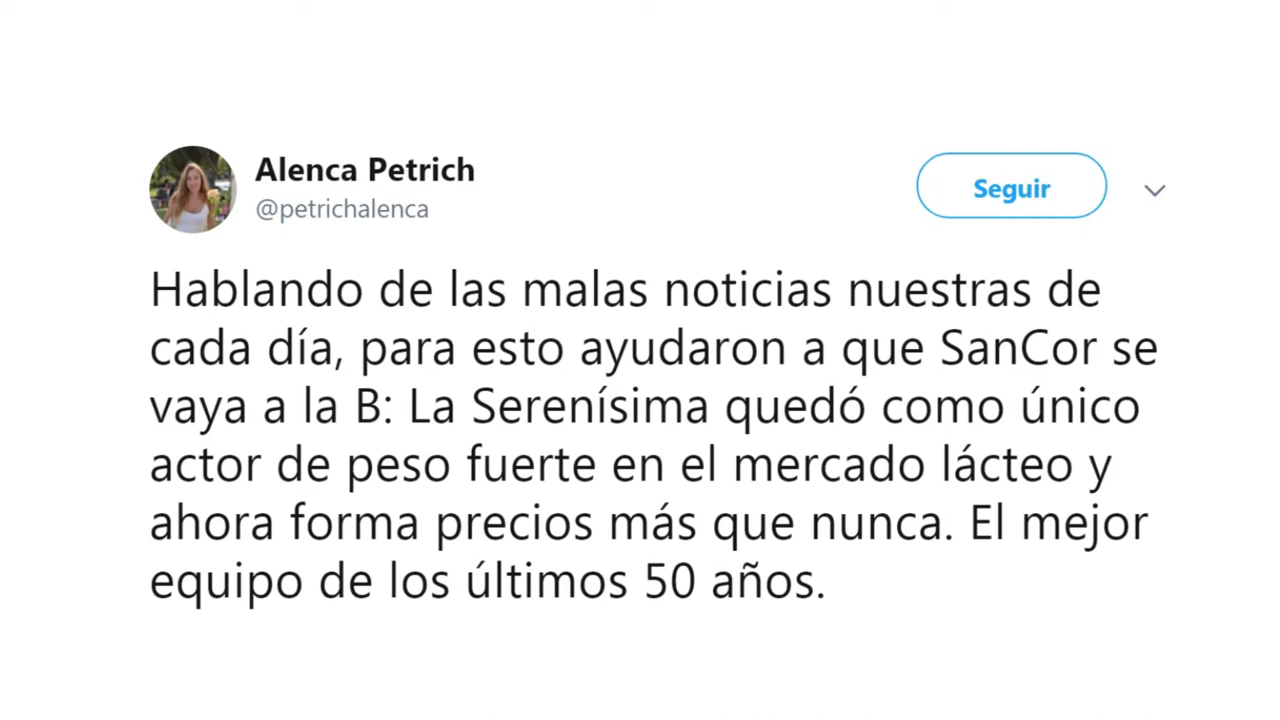 Alenca Petrich
@petrichalenca
Seguir
Hablando de las malas noticias nuestras de
cada día, para esto ayudaron a que SanCor se
vaya a la B: La Serenísima quedó como único
actor de peso fuerte en el mercado lácteo y
ahora forma precios más que nunca. El mejor
equipo de los últimos 50 años.